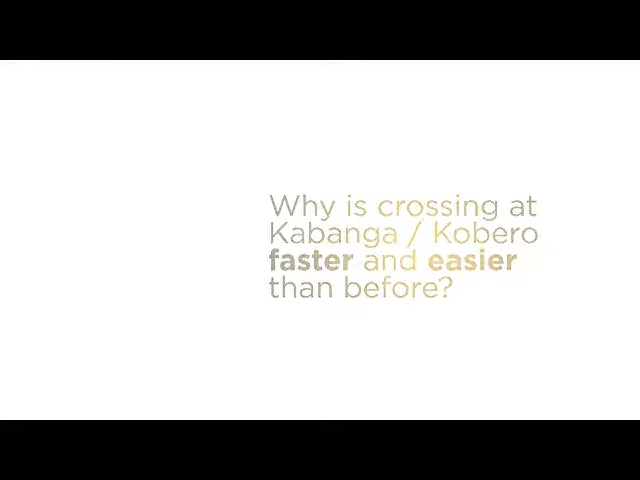 Why is crossing at
Kabanga / Kobero
faster and easier
than before?